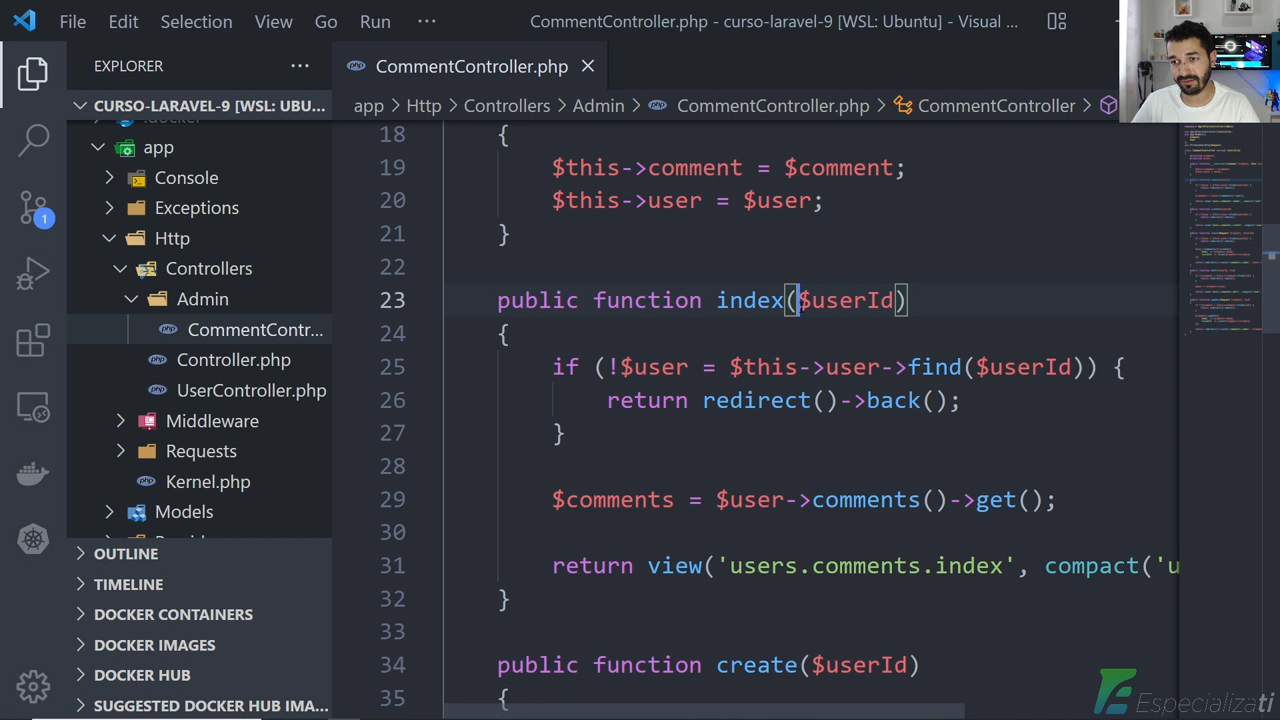 File Edit Selection View Go Run ···
CommentController.php - curso-laravel-9 [WSL: Ubuntu] - Visual ...
EXPLORER ···
CommentController.php
CURSO-LARAVEL-9 [WSL: UBU...
.docker
app
Console
Exceptions
Http
Controllers
Admin
CommentContr...
Controller.php
UserController.php
Middleware
Requests
Kernel.php
Models
OUTLINE
TIMELINE
DOCKER CONTAINERS
DOCKER IMAGES
DOCKER HUB
SUGGESTED DOCKER HUB IMA...
1
app > Http > Controllers > Admin > CommentController.php > CommentController >
18 {
19 $this->comment = $comment;
20 $this->user = $user;
21 }
22
23 public function index($userId)
24 {
25 if (!$user = $this->user->find($userId)) {
26 return redirect()->back();
27 }
28
29 $comments = $user->comments()->get();
30
31 return view('users.comments.index', compact('u
32 }
33
34 public function create($userId)
35 {
EspecializaTi